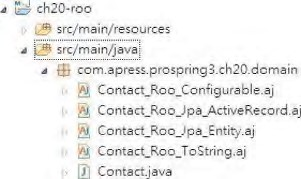 ch20-roo
src/main/resources
src/main/java
com.apress.prospring3.ch20.domain
Contact_Roo_Configurable.aj
Contact_Roo_Jpa_ActiveRecord.aj
Contact_Roo_Jpa_Entity.aj
Contact_Roo_ToString.aj
Contact.java